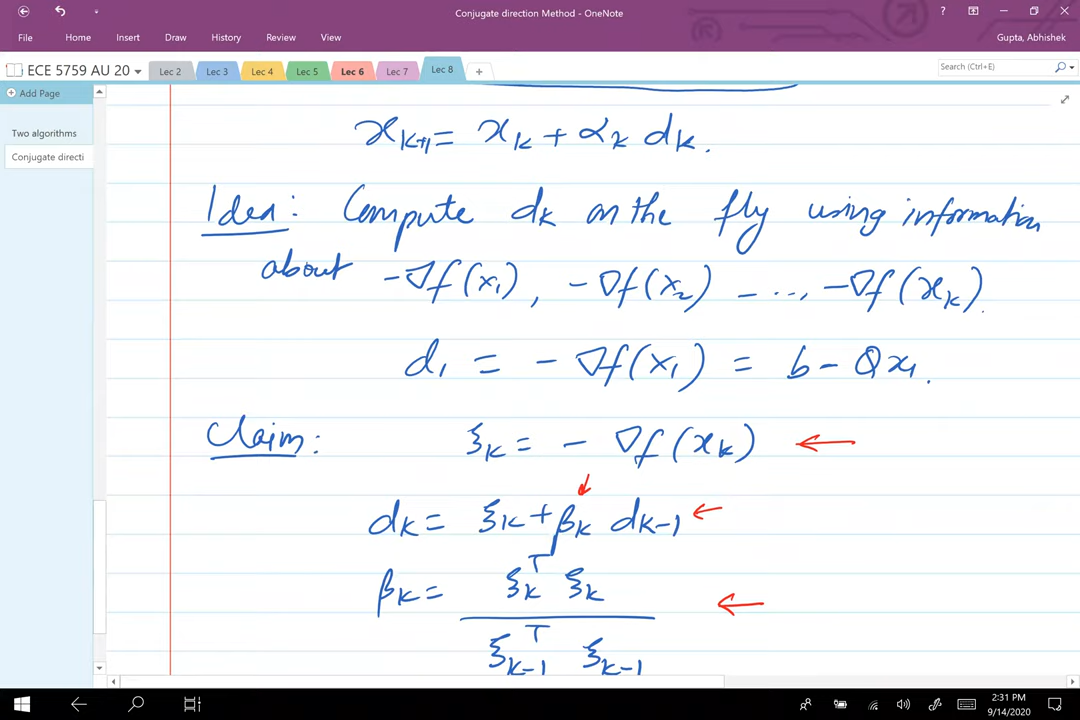 Conjugate direction Method - OneNote
File Home Insert Draw History Review View
Gupta, Abhishek
ECE 5759 AU 20
Lec 2 Lec 3 Lec 4 Lec 5 Lec 6 Lec 7 Lec 8 +
Search (Ctrl+E)
Add Page
Two algorithms
Conjugate directi
x_{k+1} = x_k + α_k d_k.
Idea: Compute d_k on the fly using information
about -∇f(x_1), -∇f(x_2) - ..., -∇f(x_k).
d_1 = -∇f(x_1) = b - Qx_1.
Claim: ξ_k = -∇f(x_k) ←
d_k = ξ_k + β_k d_{k-1} ←
β_k = ξ_k^T ξ_k ←
ξ_{k-1}^T ξ_{k-1}
2:31 PM
9/14/2020